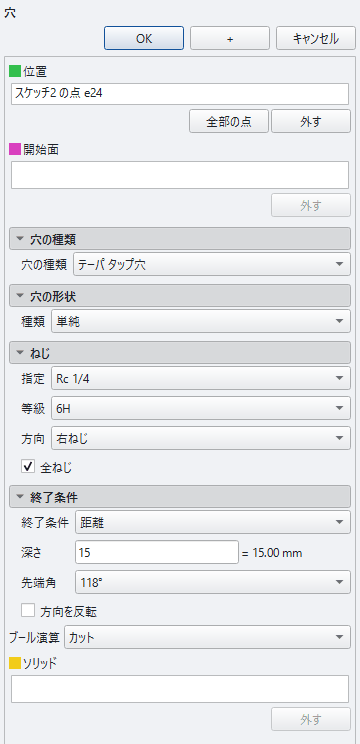 穴
OK + キャンセル
位置
スケッチ2 の点 e24
全部の点 外す
開始面
外す
穴の種類
穴の種類 テーパ タップ穴
穴の形状
種類 単純
ねじ
指定 Rc 1/4
等級 6H
方向 右ねじ
全ねじ
終了条件
終了条件 距離
深さ 15 = 15.00 mm
先端角 118°
方向を反転
ブール演算 カット
ソリッド
外す